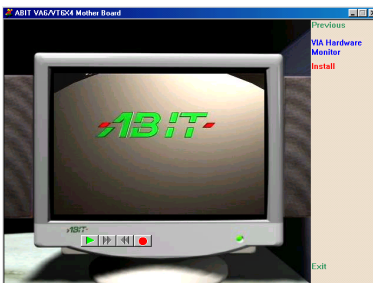 ABIT VA6/VT6X4 Mother Board
Previous
VIA Hardware
Monitor
Install
ABIT
ABIT
Exit